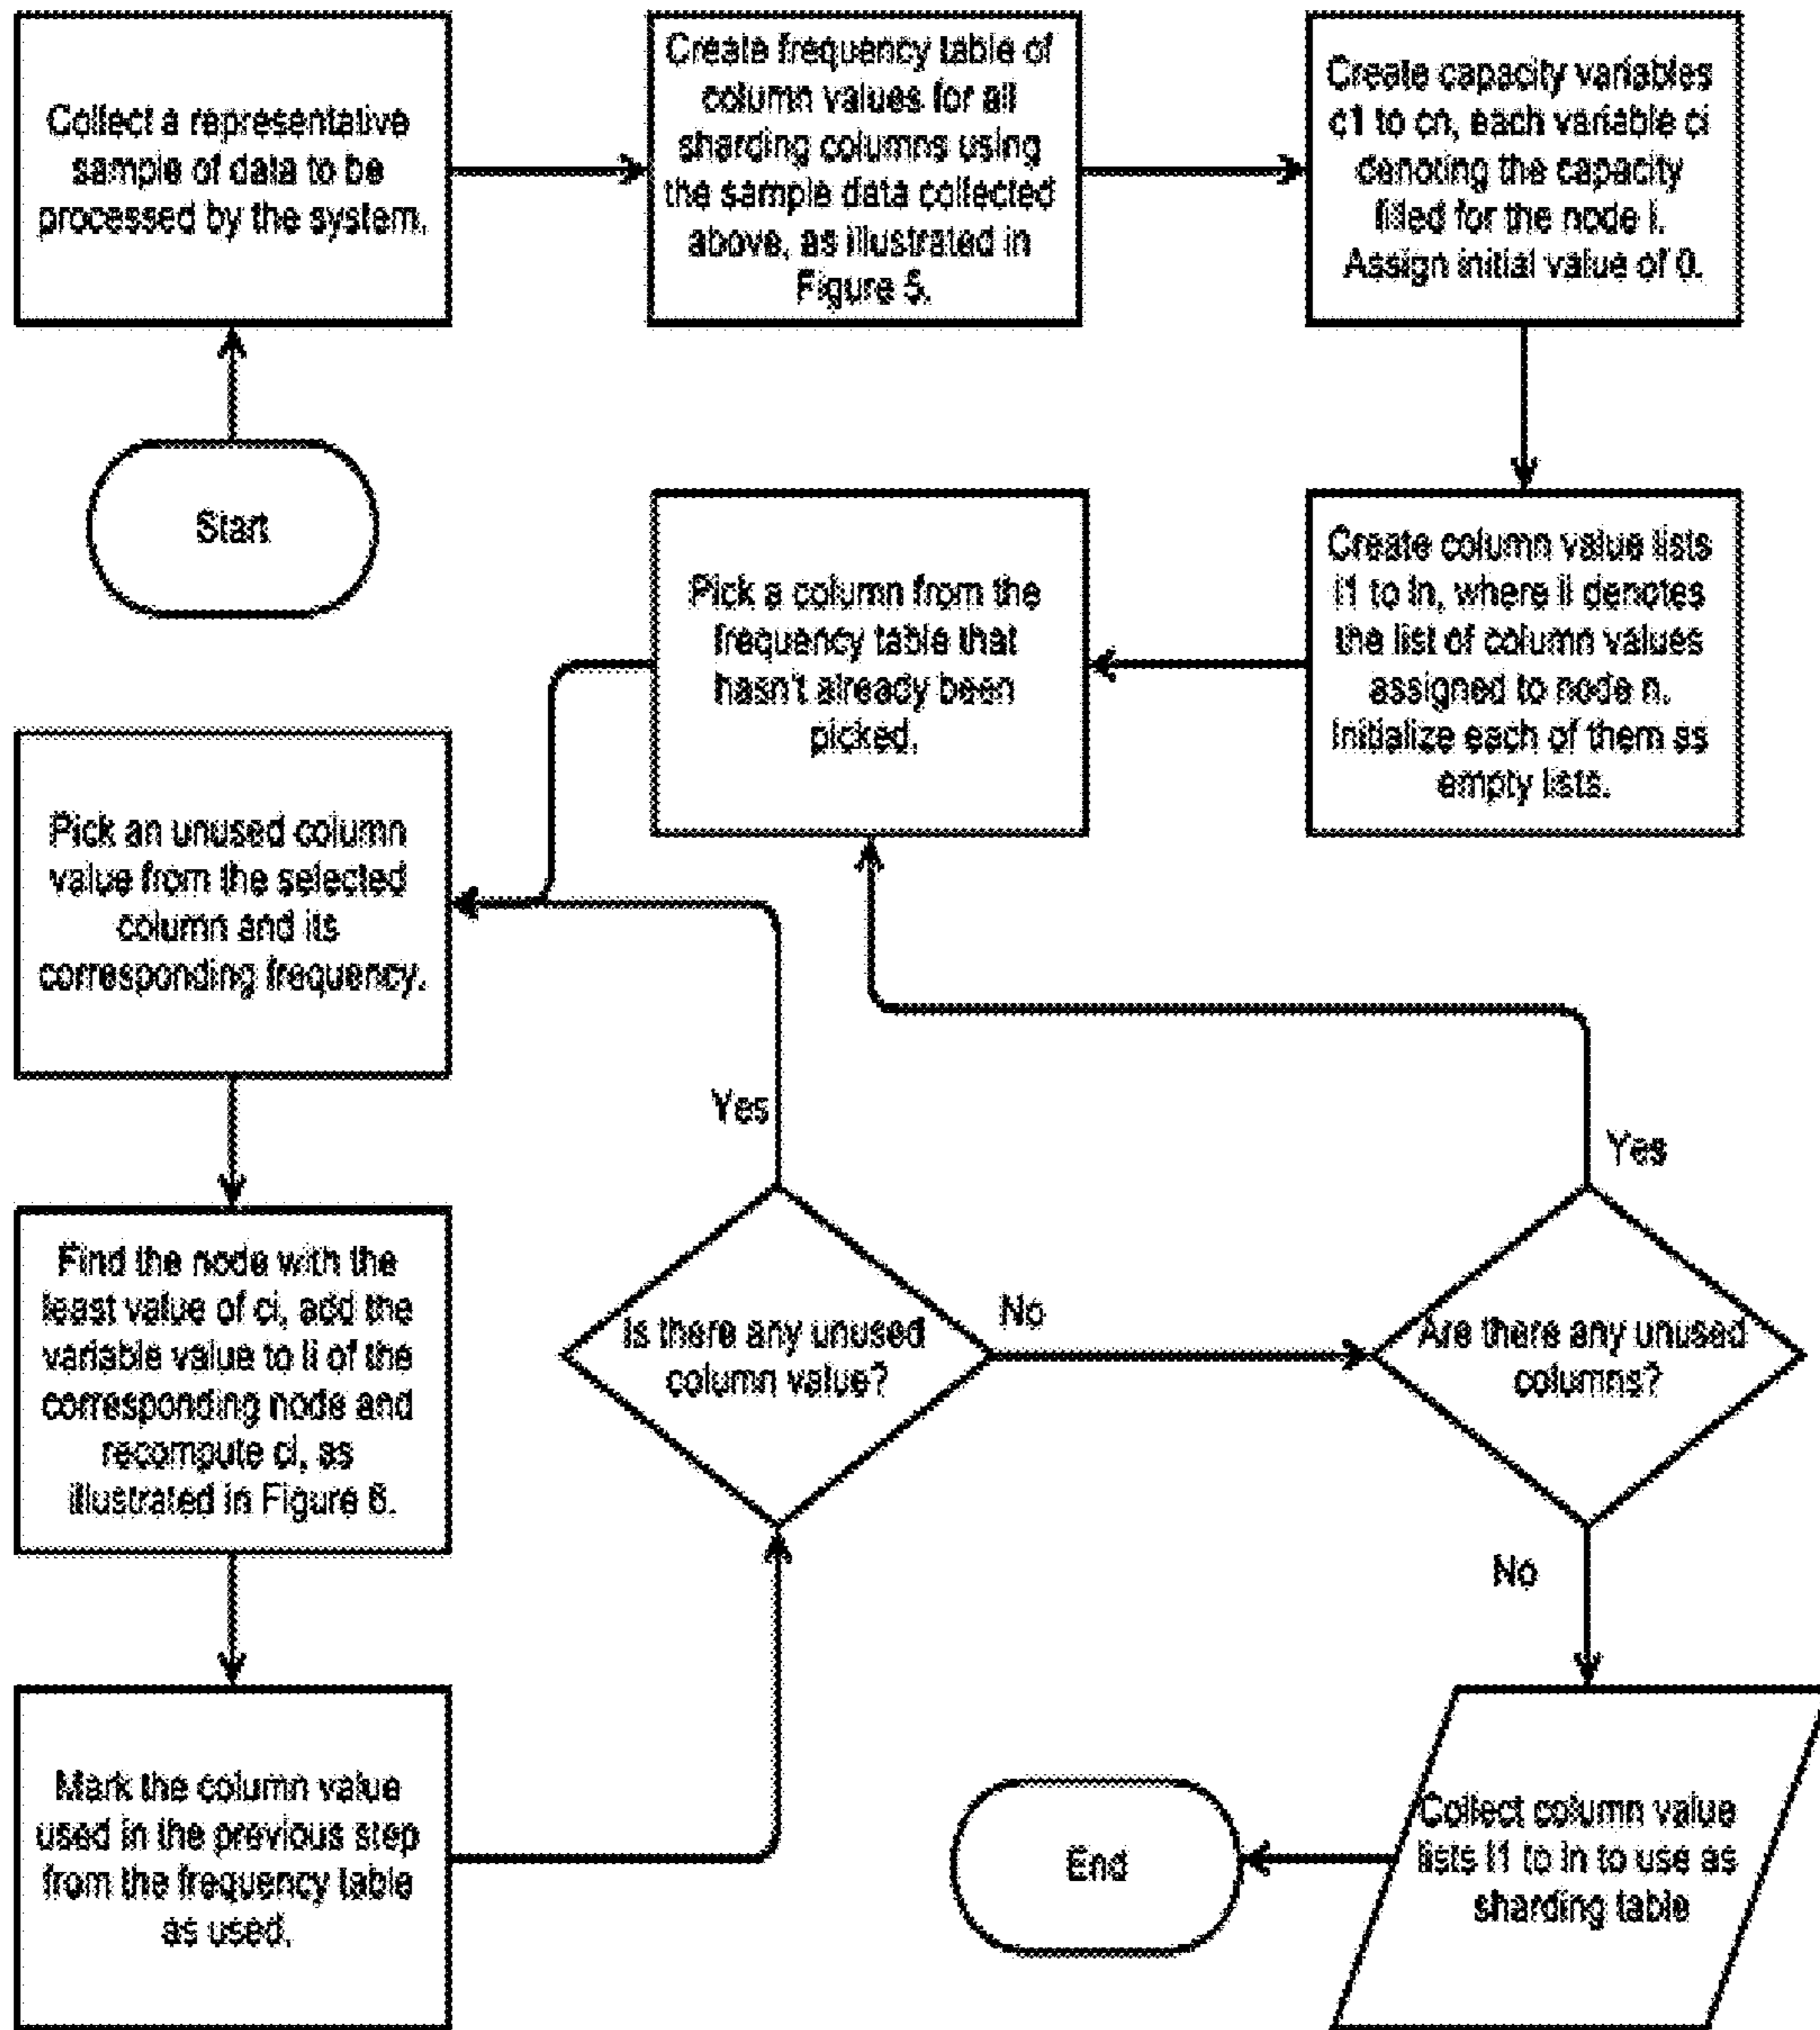 Collect a representative
sample of data to be
processed by the system.
Create frequency table of
column values for all
sharding columns using
the sample data collected
above, as illustrated in
Figure 5.
Create capacity variables
c1 to cn, each variable ci
denoting the capacity
filled for the node i.
Assign initial value of 0.
Start
Pick a column from the
frequency table that
hasn't already been
picked.
Create column value lists
l1 to ln, where li denotes
the list of column values
assigned to node n.
Initialize each of them as
empty lists.
Pick an unused column
value from the selected
column and its
corresponding frequency.
Yes
Yes
Find the node with the
least value of ci, add the
variable value to li of the
corresponding node and
recompute ci, as
illustrated in Figure 6.
Is there any unused
column value?
No
Are there any unused
columns?
No
Mark the column value
used in the previous step
from the frequency table
as used.
End
Collect column value
lists l1 to ln to use as
sharding table